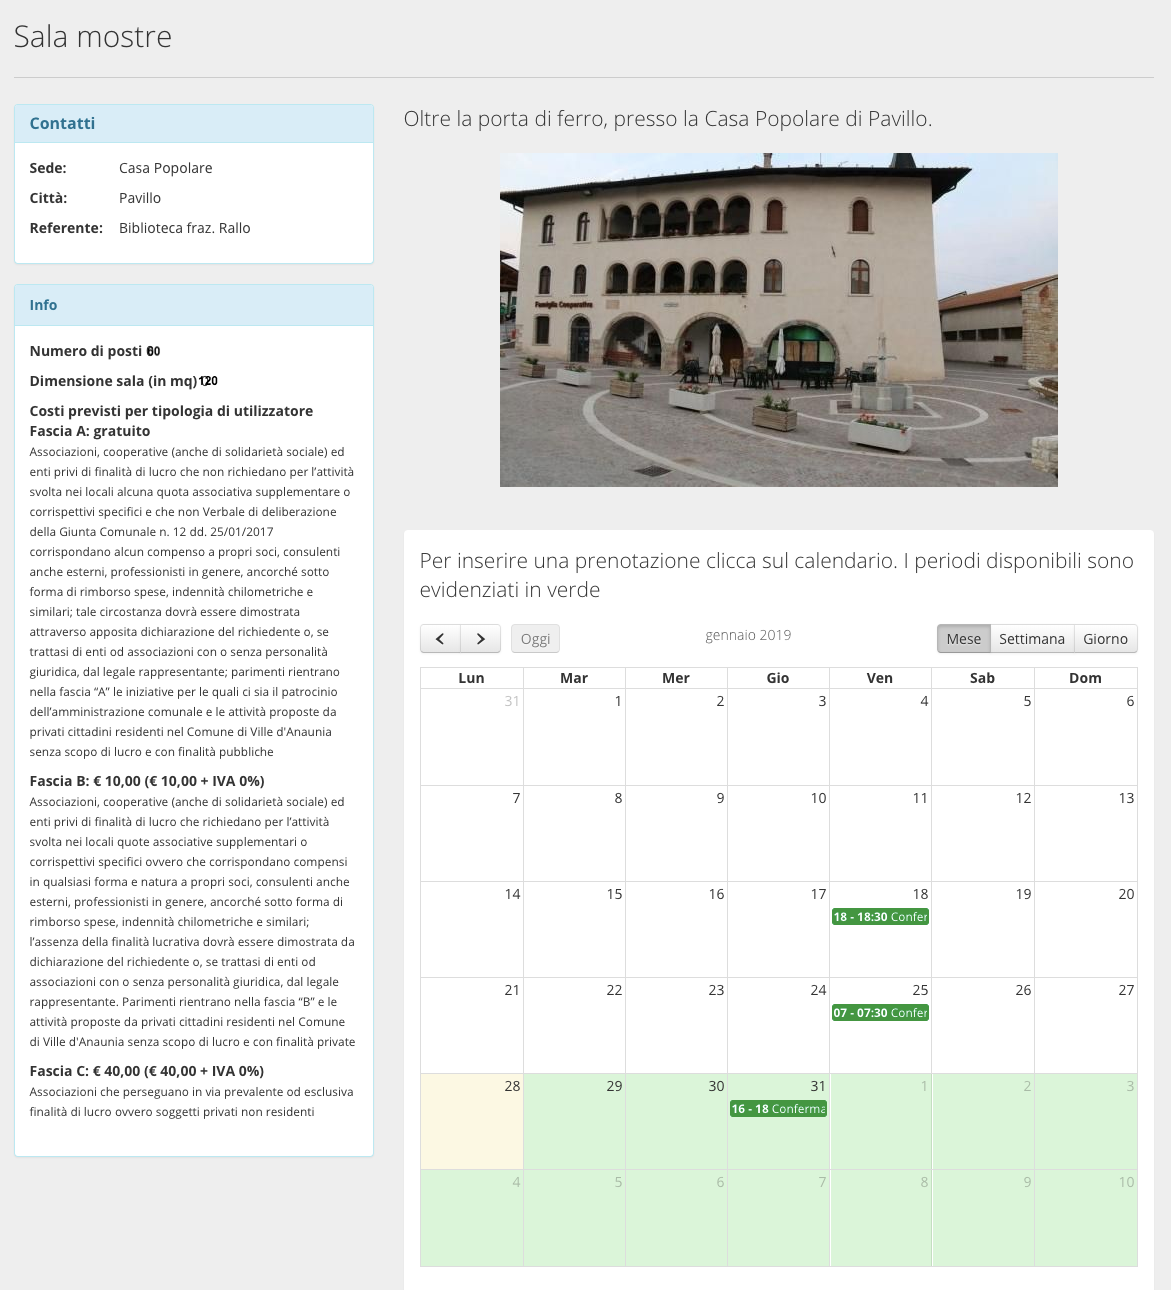 Sala mostre
Contatti
Sede: Casa Popolare
Città: Pavillo
Referente: Biblioteca fraz. Rallo
Info
Numero di posti
Dimensione sala (in mq)
Costi previsti per tipologia di utilizzatore
Fascia A: gratuito
Associazioni, cooperative (anche di solidarietà sociale) ed
enti privi di finalità di lucro che non richiedano per l’attività
svolta nei locali alcuna quota associativa supplementare o
corrispettivi specifici e che non Verbale di deliberazione
della Giunta Comunale n. 12 dd. 25/01/2017
corrispondano alcun compenso a propri soci, consulenti
anche esterni, professionisti in genere, ancorché sotto
forma di rimborso spese, indennità chilometriche e
similari; tale circostanza dovrà essere dimostrata
attraverso apposita dichiarazione del richiedente o, se
trattasi di enti od associazioni con o senza personalità
giuridica, dal legale rappresentante; parimenti rientrano
nella fascia “A” le iniziative per le quali ci sia il patrocinio
dell’amministrazione comunale e le attività proposte da
privati cittadini residenti nel Comune di Ville d'Anaunia
senza scopo di lucro e con finalità pubbliche
Fascia B: € 10,00 (€ 10,00 + IVA 0%)
Associazioni, cooperative (anche di solidarietà sociale) ed
enti privi di finalità di lucro che richiedano per l’attività
svolta nei locali quote associative supplementari o
corrispettivi specifici ovvero che corrispondano compensi
in qualsiasi forma e natura a propri soci, consulenti anche
esterni, professionisti in genere, ancorché sotto forma di
rimborso spese, indennità chilometriche e similari;
l’assenza della finalità lucrativa dovrà essere dimostrata da
dichiarazione del richiedente o, se trattasi di enti od
associazioni con o senza personalità giuridica, dal legale
rappresentante. Parimenti rientrano nella fascia “B” e le
attività proposte da privati cittadini residenti nel Comune
di Ville d'Anaunia senza scopo di lucro e con finalità private
Fascia C: € 40,00 (€ 40,00 + IVA 0%)
Associazioni che perseguano in via prevalente od esclusiva
finalità di lucro ovvero soggetti privati non residenti
Oltre la porta di ferro, presso la Casa Popolare di Pavillo.
Famiglia Cooperativa
Per inserire una prenotazione clicca sul calendario. I periodi disponibili sono
evidenziati in verde
Oggi gennaio 2019 Mese Settimana Giorno
Lun Mar Mer Gio Ven Sab Dom
31 1 2 3 4 5 6
7 8 9 10 11 12 13
14 15 16 17 18 19 20
18 - 18:30 Confer
21 22 23 24 25 26 27
07 - 07:30 Confer
28 29 30 31 1 2 3
16 - 18 Conferma
4 5 6 7 8 9 10